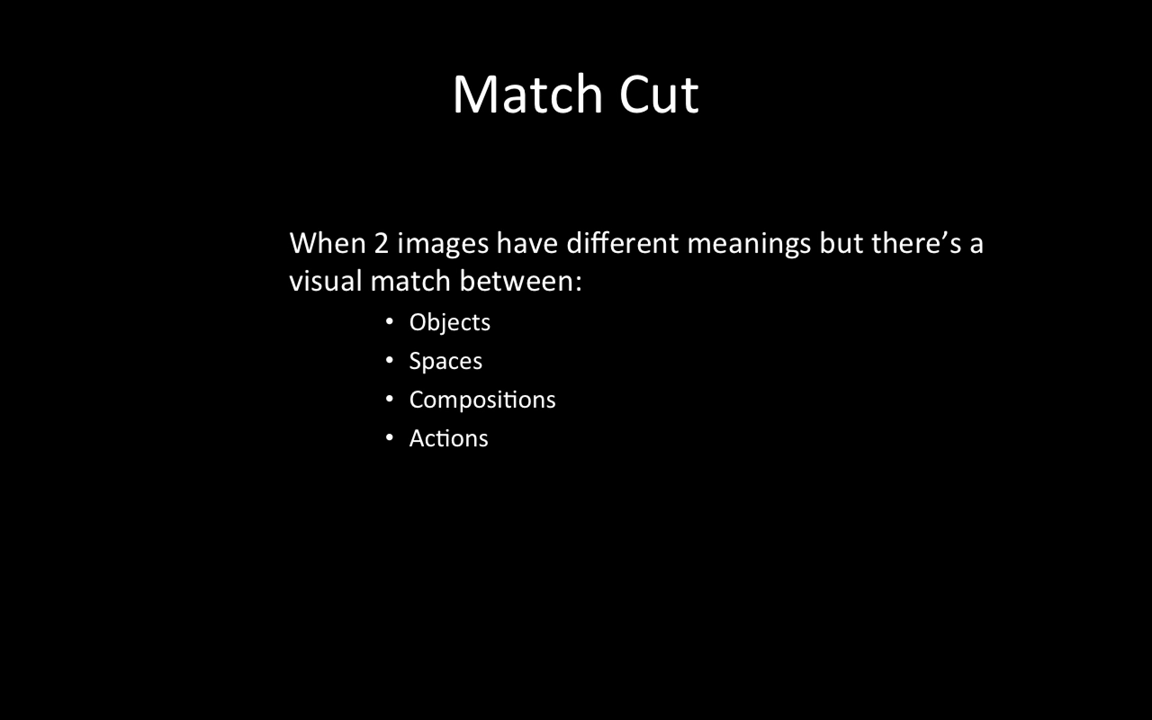 Match Cut
When 2 images have different meanings but there’s a
visual match between:
• Objects
• Spaces
• Compositions
• Actions